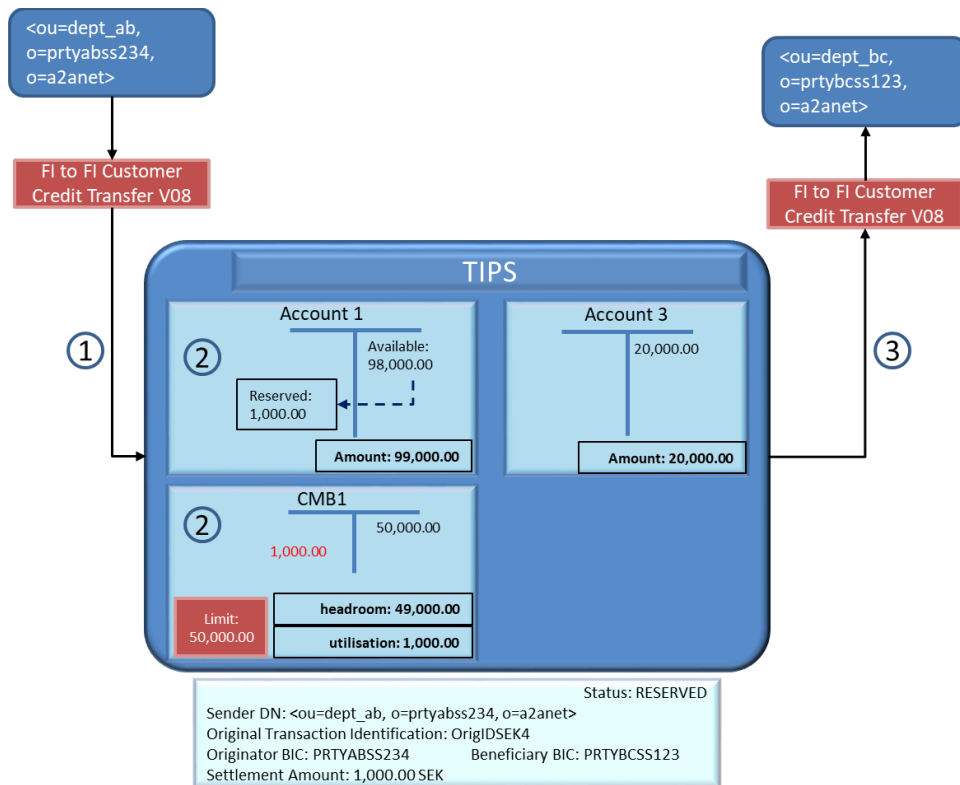 <ou=dept_ab,
o=prtyabss234,
o=a2anet>
<ou=dept_bc,
o=prtybcss123,
o=a2anet>
FI to FI Customer
Credit Transfer V08
FI to FI Customer
Credit Transfer V08
TIPS
1
2
Account 1
Available:
98,000.00
Reserved:
1,000.00
Amount: 99,000.00
Account 3
20,000.00
Amount: 20,000.00
3
2
CMB1
50,000.00
1,000.00
Limit:
50,000.00
headroom: 49,000.00
utilisation: 1,000.00
Status: RESERVED
Sender DN: <ou=dept_ab, o=prtyabss234, o=a2anet>
Original Transaction Identification: OrigIDSEK4
Originator BIC: PRTYABSS234 Beneficiary BIC: PRTYBCSS123
Settlement Amount: 1,000.00 SEK